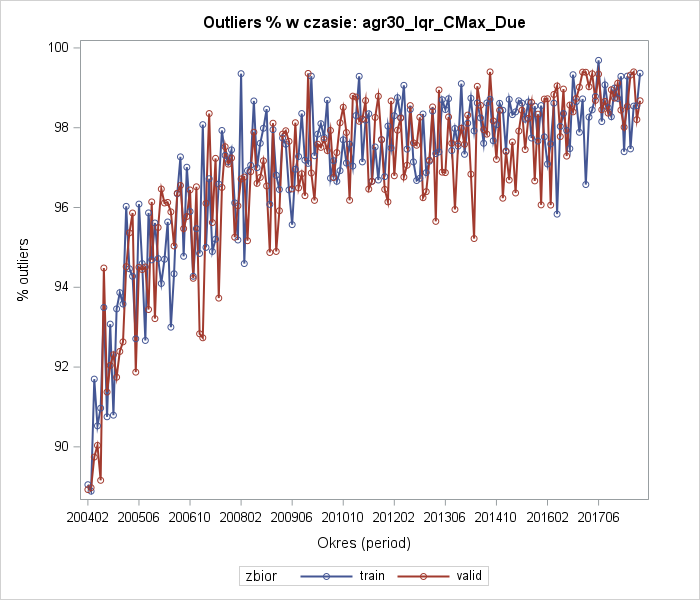 Outliers % w czasie: agr30_Iqr_CMax_Due
% outliers
100
98
96
94
92
90
200402 200506 200610 200802 200906 201010 201202 201306 201410 201602 201706
Okres (period)
zbior train valid